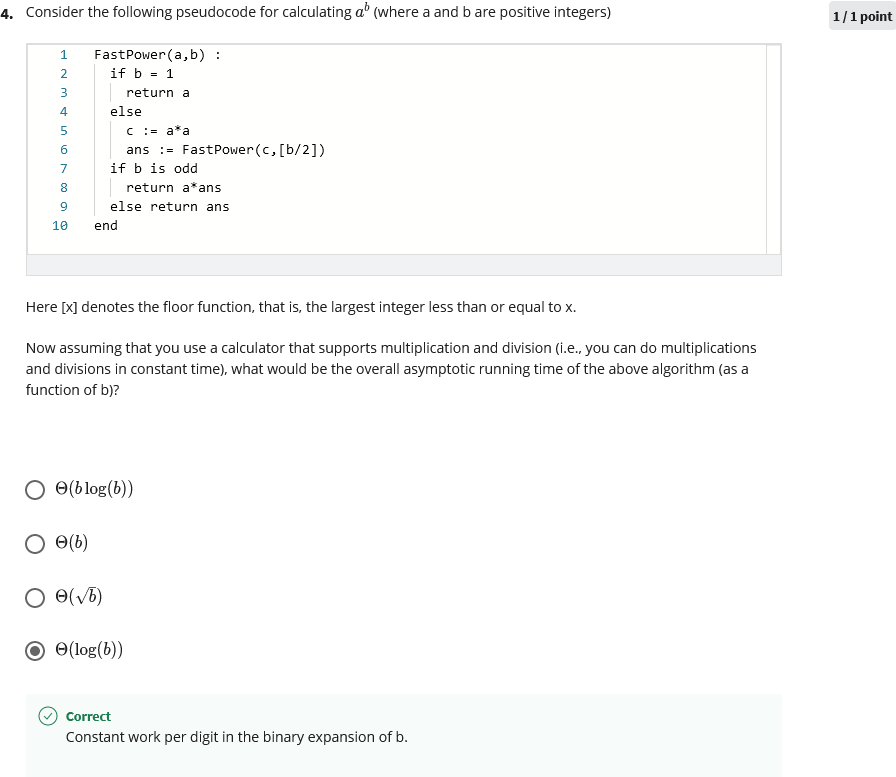 4. Consider the following pseudocode for calculating a^b (where a and b are positive integers)
1 / 1 point
1 FastPower(a,b) :
2 if b = 1
3 return a
4 else
5 c := a*a
6 ans := FastPower(c,[b/2])
7 if b is odd
8 return a*ans
9 else return ans
10 end
Here [x] denotes the floor function, that is, the largest integer less than or equal to x.
Now assuming that you use a calculator that supports multiplication and division (i.e., you can do multiplications
and divisions in constant time), what would be the overall asymptotic running time of the above algorithm (as a
function of b)?
Θ(b log(b))
Θ(b)
Θ(√b)
Θ(log(b))
Correct
Constant work per digit in the binary expansion of b.